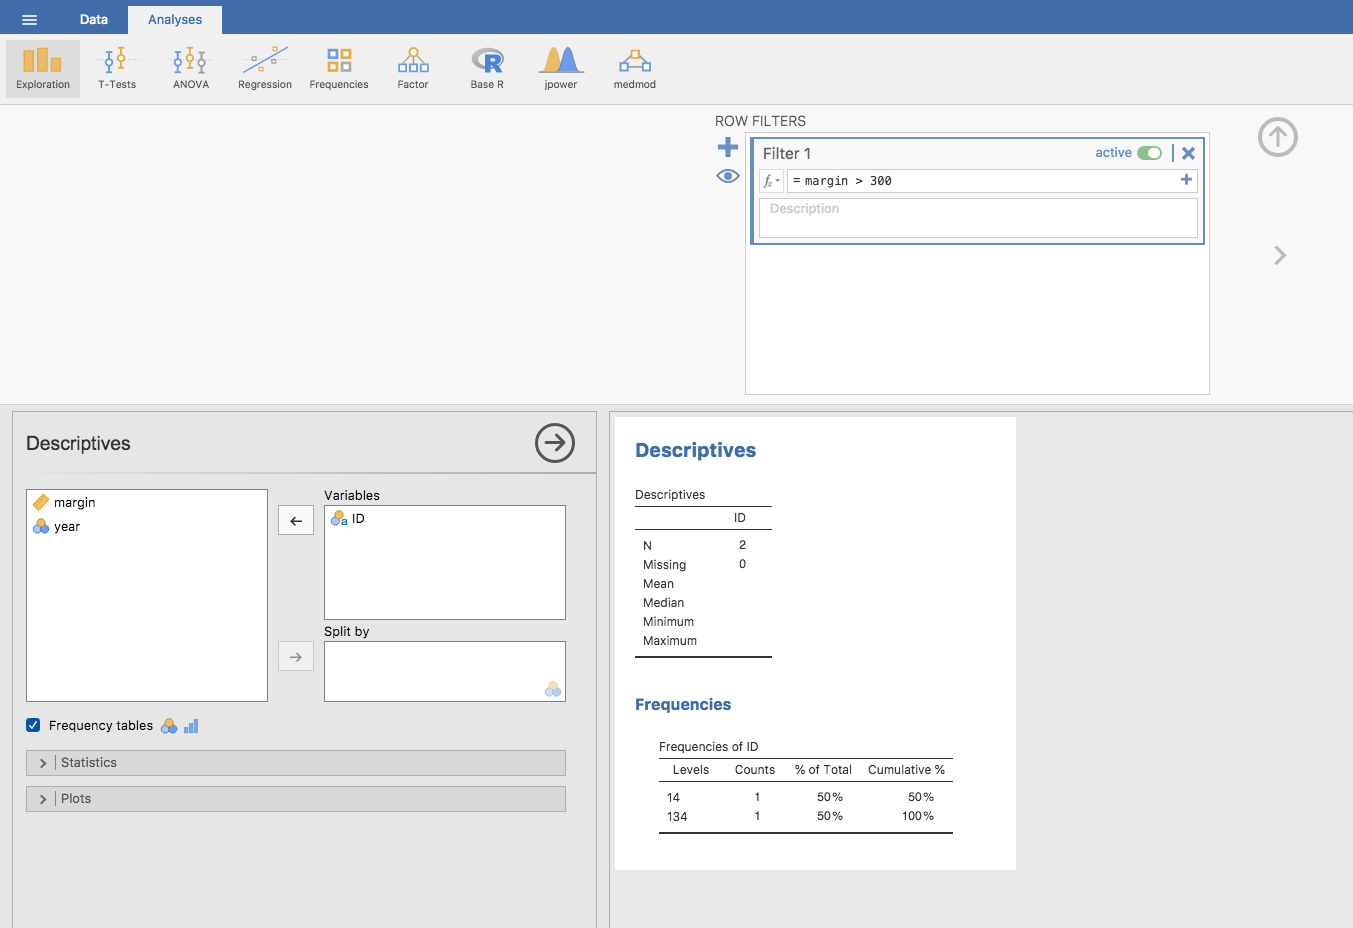 Data Analyses
Exploration T-Tests ANOVA Regression Frequencies Factor Base R jpower medmod
ROW FILTERS
Filter 1 active
fx = margin > 300
Description
Descriptives
margin
year
Variables
a ID
Split by
Frequency tables
Statistics
Plots
Descriptives
Descriptives
ID
N 2
Missing 0
Mean
Median
Minimum
Maximum
Frequencies
Frequencies of ID
Levels Counts % of Total Cumulative %
14 1 50% 50%
134 1 50% 100%